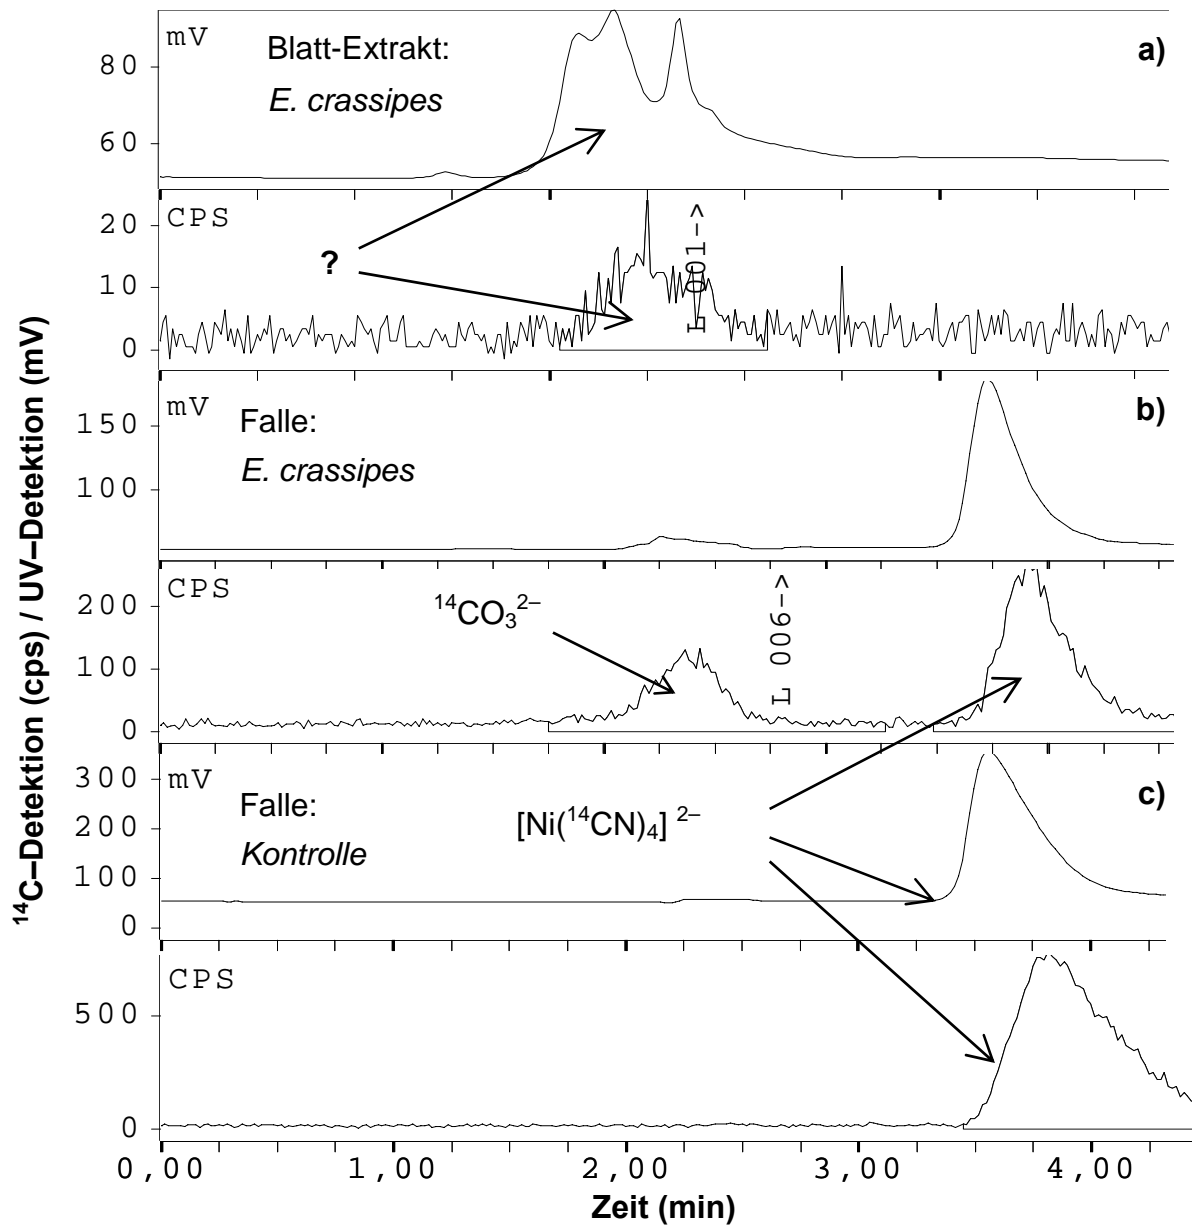 ¹⁴C–Detektion (cps) / UV–Detektion (mV)
mV
Blatt-Extrakt:
E. crassipes
a)
80
60
CPS
20
10
0
?
L 001->
mV
Falle:
E. crassipes
b)
150
100
CPS
200
100
0
¹⁴CO₃²⁻
L 006->
mV
Falle:
Kontrolle
c)
300
200
100
0
[Ni(¹⁴CN)₄] ²⁻
CPS
500
0
0,00 1,00 2,00 3,00 4,00
Zeit (min)